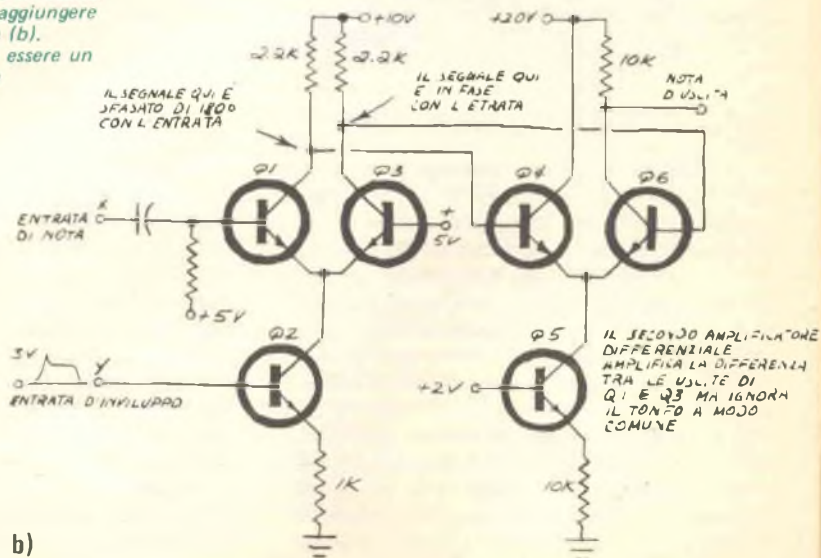 aggiungere
(b).
essere un
+10V
2.2K
2.2K
IL SEGNALE QUI È
SFASATO DI 180°
CON L'ENTRATA
IL SEGNALE QUI
E IN FASE
CON L ETRATA
+20V
10K
NOTA
D'USCITA
Q1
Q3
Q4
Q6
ENTRATA
DI NOTA
X
+
5V
+5V
Q2
Q5
3V
Y
ENTRATA D'INVILUPPO
+2V
IL SECONDO AMPLIFICATORE
DIFFERENZIALE
AMPLIFICA LA DIFFERENZA
TRA LE USCITE DI
Q1 E Q3 MA IGNORA
IL TONFO A MODO
COMUNE
1K
10K
b)